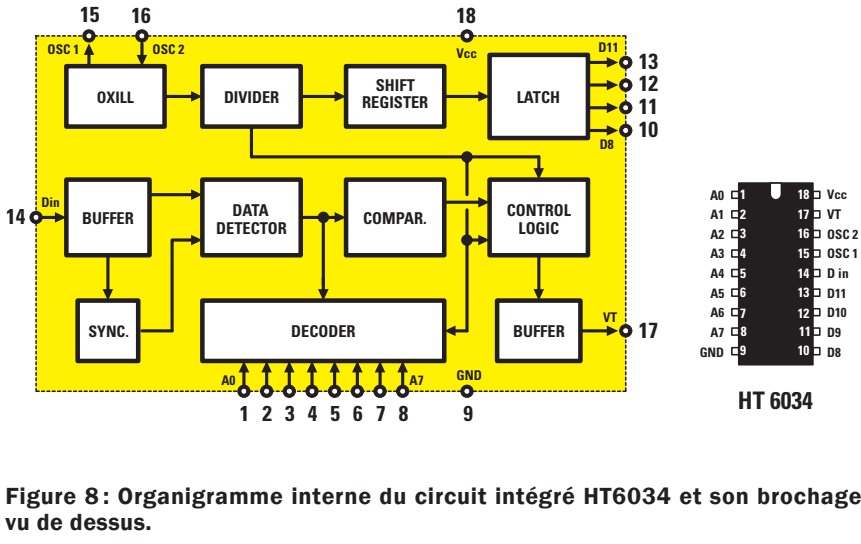 15 16 18
OSC 1 OSC 2 Vcc
OXILL
DIVIDER
SHIFT
REGISTER
LATCH
D11
13
12
11
10
D8
14
Din
BUFFER
DATA
DETECTOR
COMPAR.
CONTROL
LOGIC
SYNC.
DECODER
BUFFER
VT
17
A0 A7 GND
1 2 3 4 5 6 7 8 9
A0 1 18 Vcc
A1 2 17 VT
A2 3 16 OSC 2
A3 4 15 OSC 1
A4 5 14 D in
A5 6 13 D11
A6 7 12 D10
A7 8 11 D9
GND 9 10 D8
HT 6034
Figure 8 : Organigramme interne du circuit intégré HT6034 et son brochage
vu de dessus.